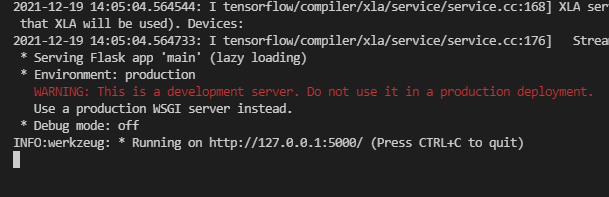 2021-12-19 14:05:04.564544: I tensorflow/compiler/xla/service/service.cc:168] XLA ser
that XLA will be used). Devices:
2021-12-19 14:05:04.564733: I tensorflow/compiler/xla/service/service.cc:176]   Stream
* Serving Flask app 'main' (lazy loading)
* Environment: production
WARNING: This is a development server. Do not use it in a production deployment.
Use a production WSGI server instead.
* Debug mode: off
INFO:werkzeug: * Running on http://127.0.0.1:5000/ (Press CTRL+C to quit)